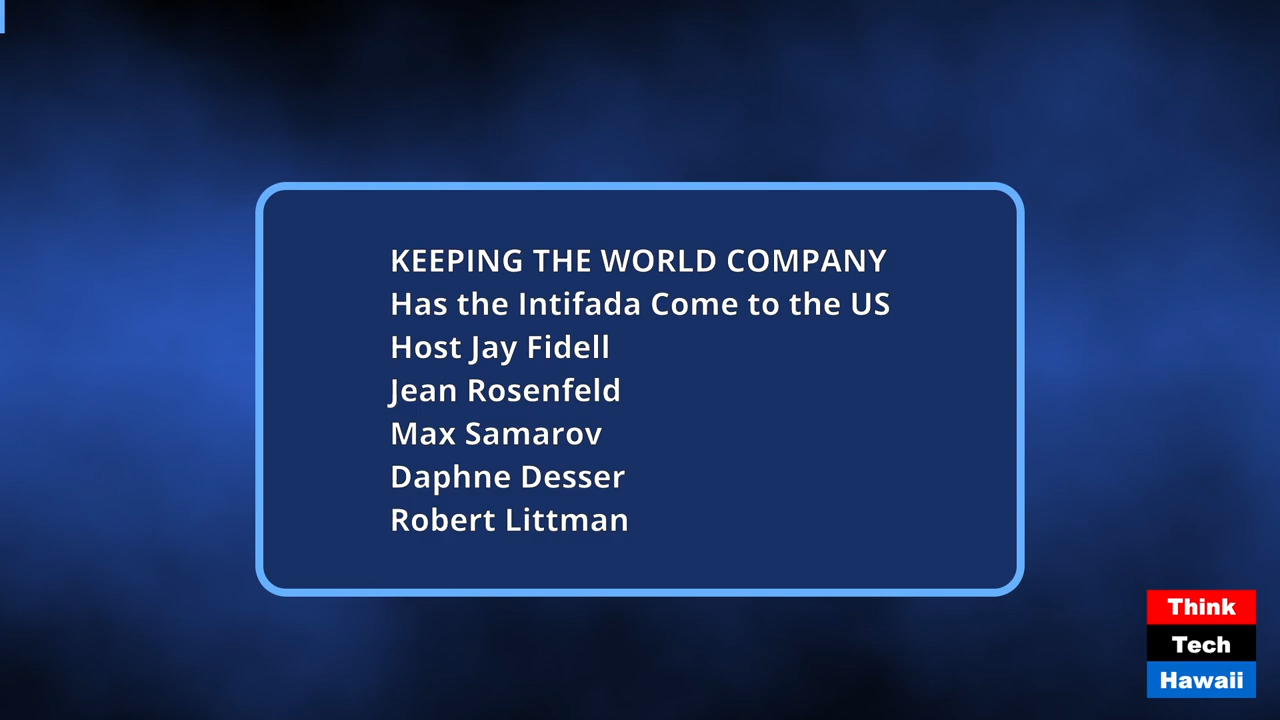 KEEPING THE WORLD COMPANY
Has the Intifada Come to the US
Host Jay Fidell
Jean Rosenfeld
Max Samarov
Daphne Desser
Robert Littman
Think
Tech
Hawaii